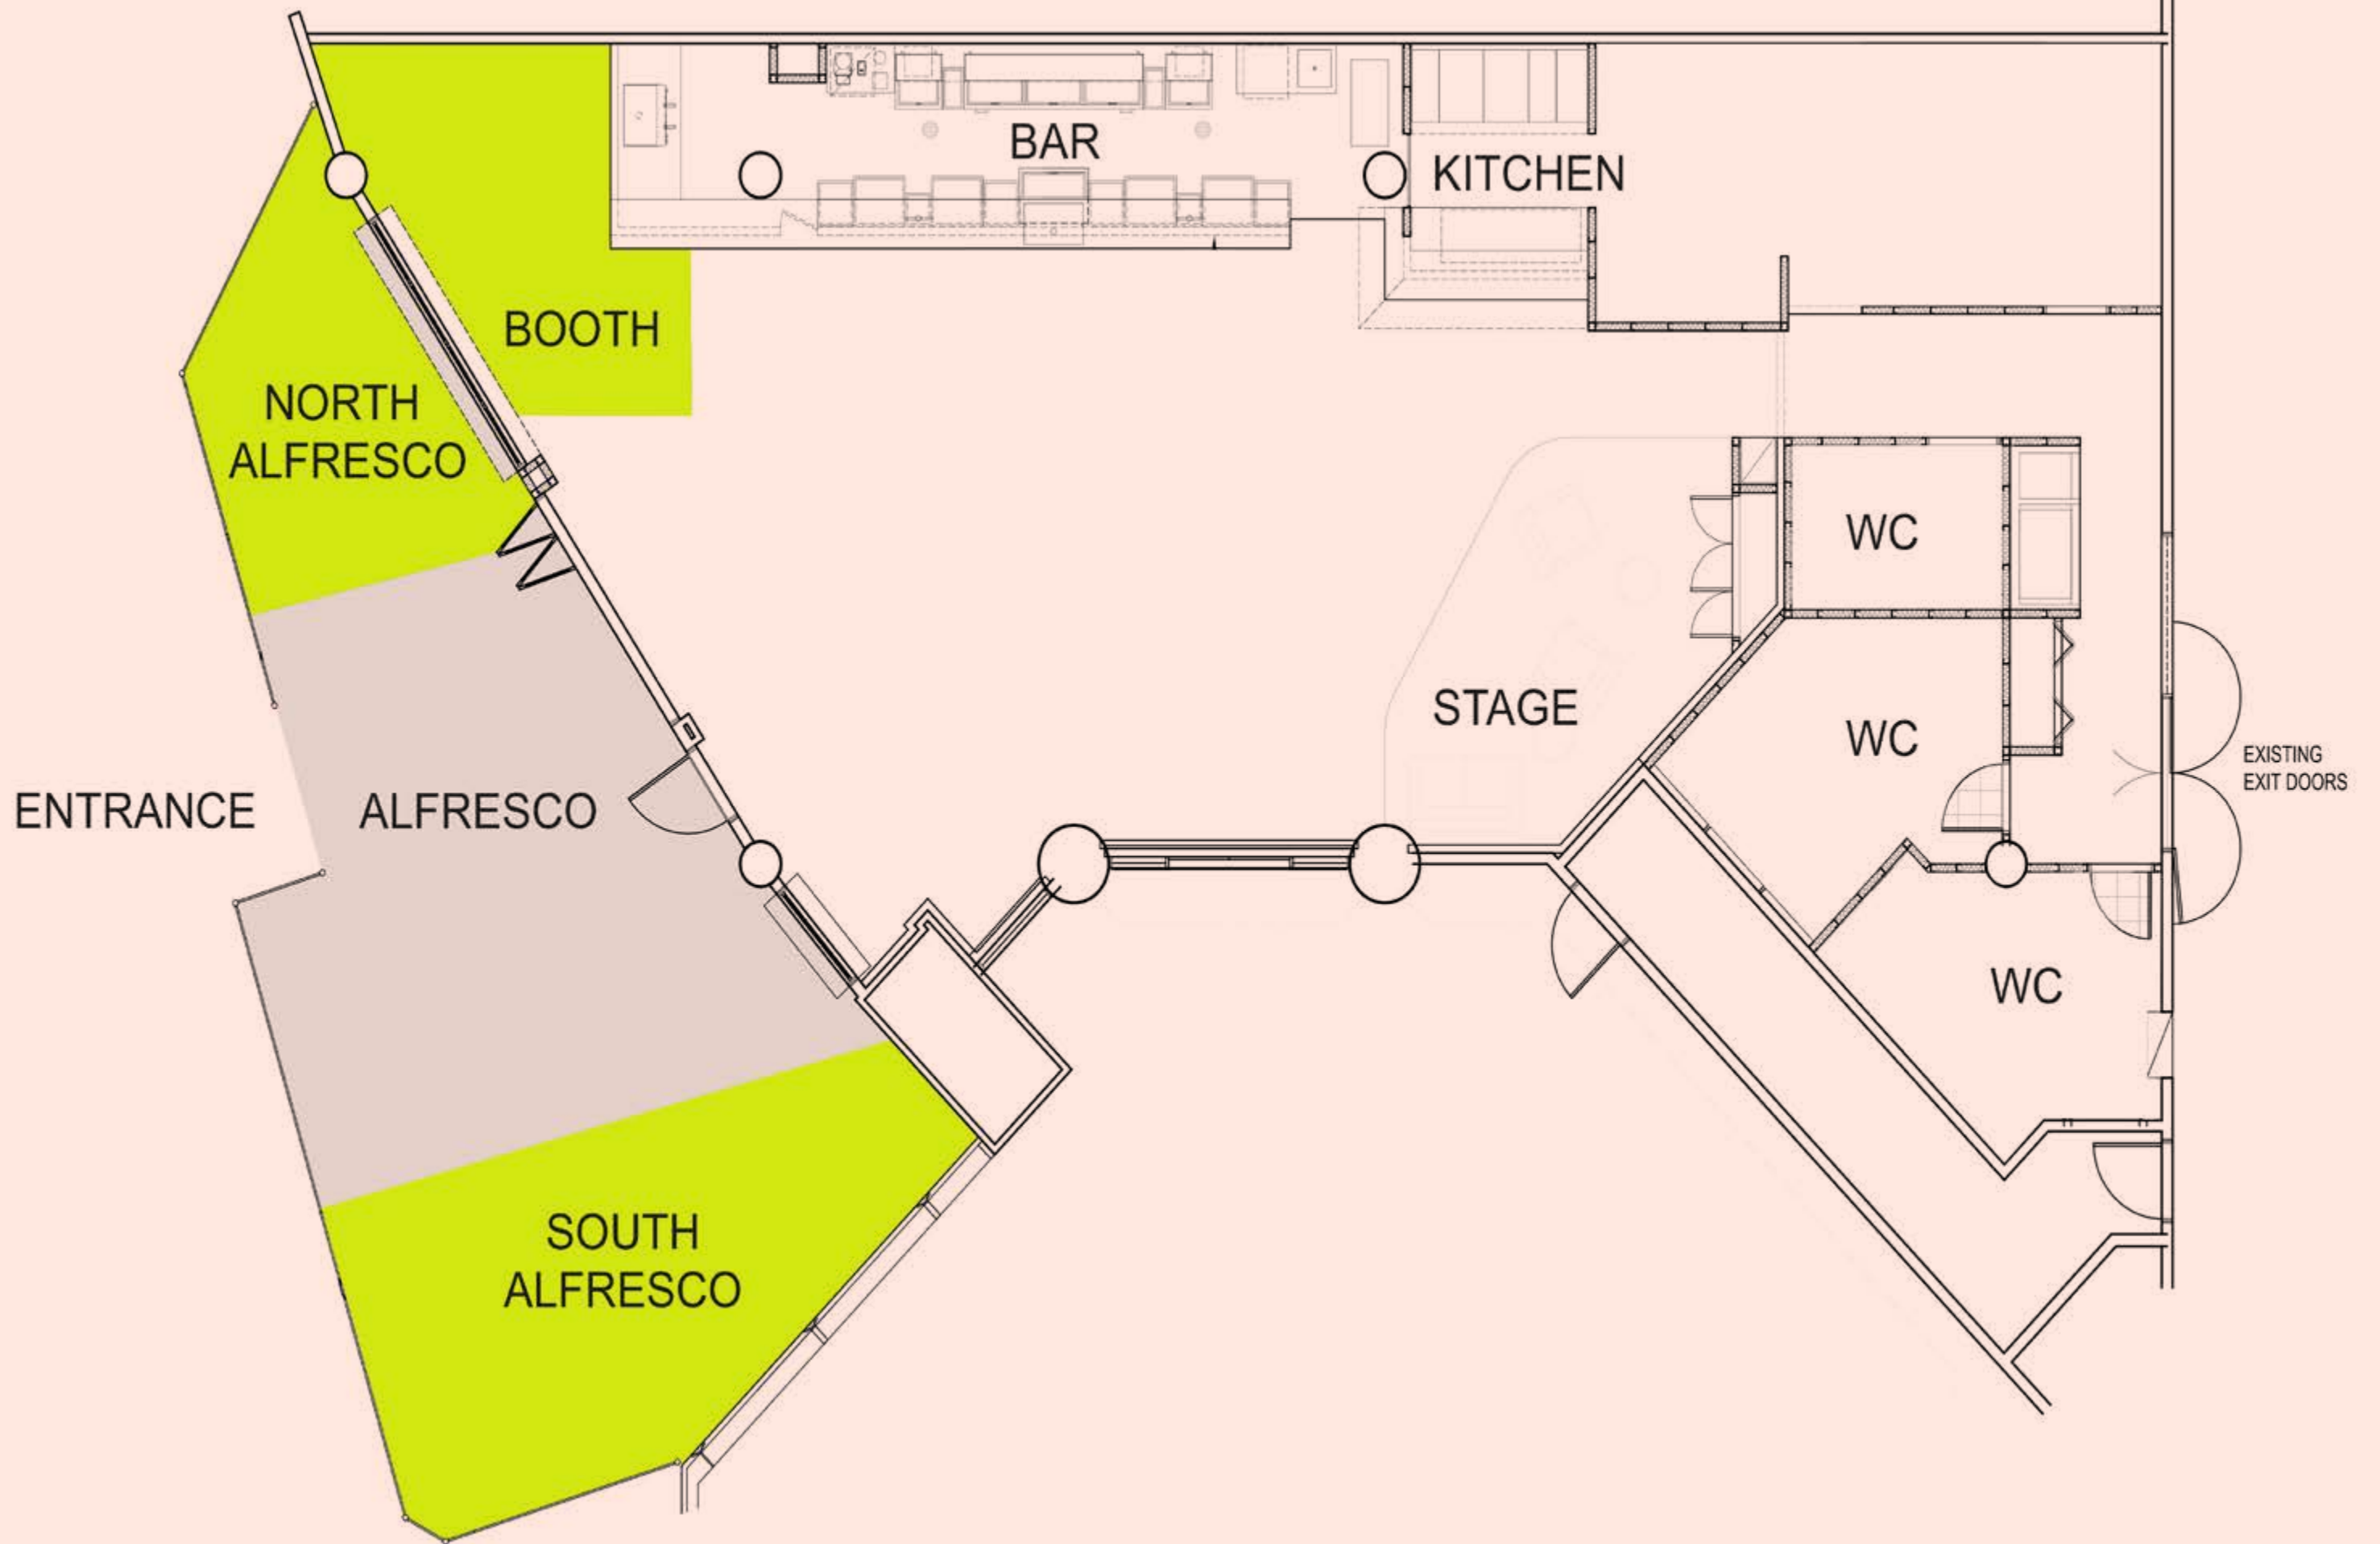 BAR
KITCHEN
BOOTH
NORTH
ALFRESCO
WC
STAGE
WC
EXISTING
EXIT DOORS
ENTRANCE
ALFRESCO
WC
SOUTH
ALFRESCO